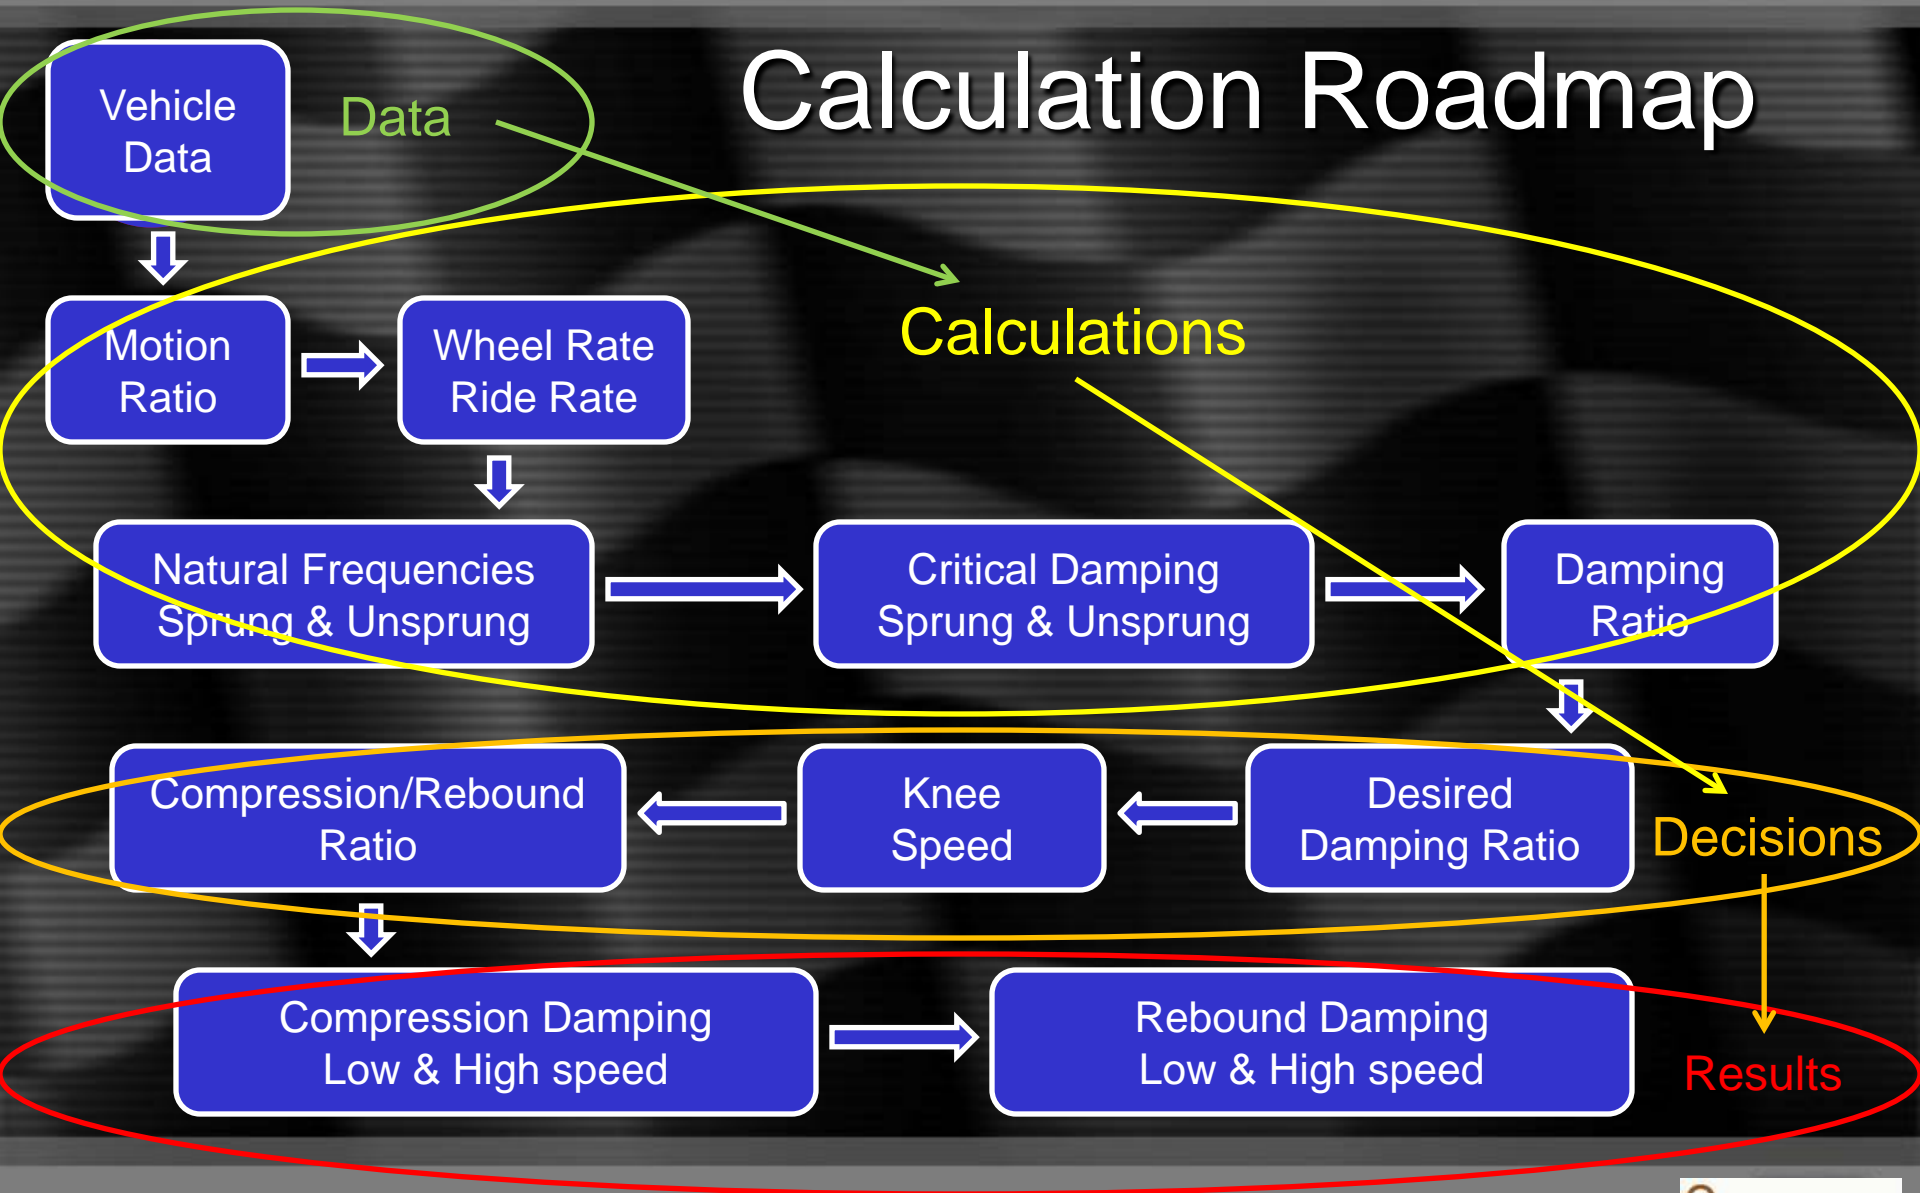 Calculation Roadmap
Vehicle
Data
Data
Motion
Ratio
Wheel Rate
Ride Rate
Calculations
Natural Frequencies
Sprung & Unsprung
Critical Damping
Sprung & Unsprung
Damping
Ratio
Compression/Rebound
Ratio
Knee
Speed
Desired
Damping Ratio
Decisions
Compression Damping
Low & High speed
Rebound Damping
Low & High speed
Results